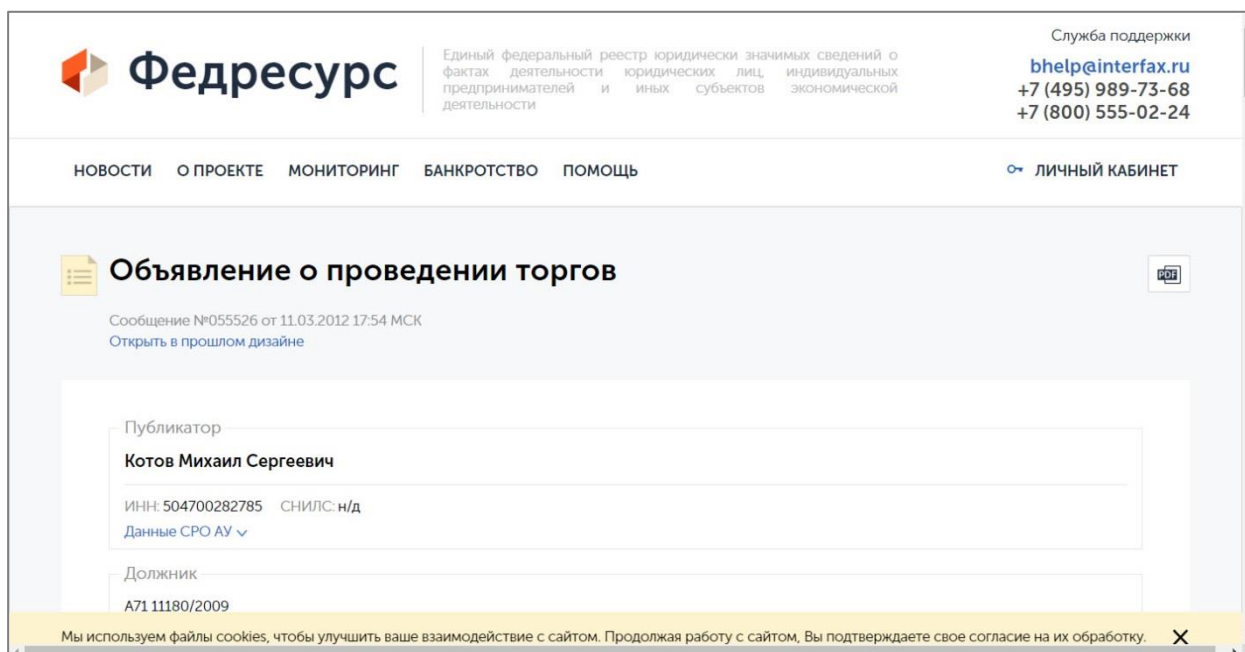 Федресурс
Единый федеральный реестр юридически значимых сведений о
фактах деятельности юридических лиц, индивидуальных
предпринимателей и иных субъектов экономической
деятельности
Служба поддержки
bhelp@interfax.ru
+7 (495) 989-73-68
+7 (800) 555-02-24
НОВОСТИ О ПРОЕКТЕ МОНИТОРИНГ БАНКРОТСТВО ПОМОЩЬ ЛИЧНЫЙ КАБИНЕТ
Объявление о проведении торгов
PDF
Сообщение №055526 от 11.03.2012 17:54 МСК
Открыть в прошлом дизайне
Публикатор
Котов Михаил Сергеевич
ИНН: 504700282785 СНИЛС: н/д
Данные СРО АУ
Должник
А71 11180/2009
Мы используем файлы cookies, чтобы улучшить ваше взаимодействие с сайтом. Продолжая работу с сайтом, Вы подтверждаете свое согласие на их обработку.